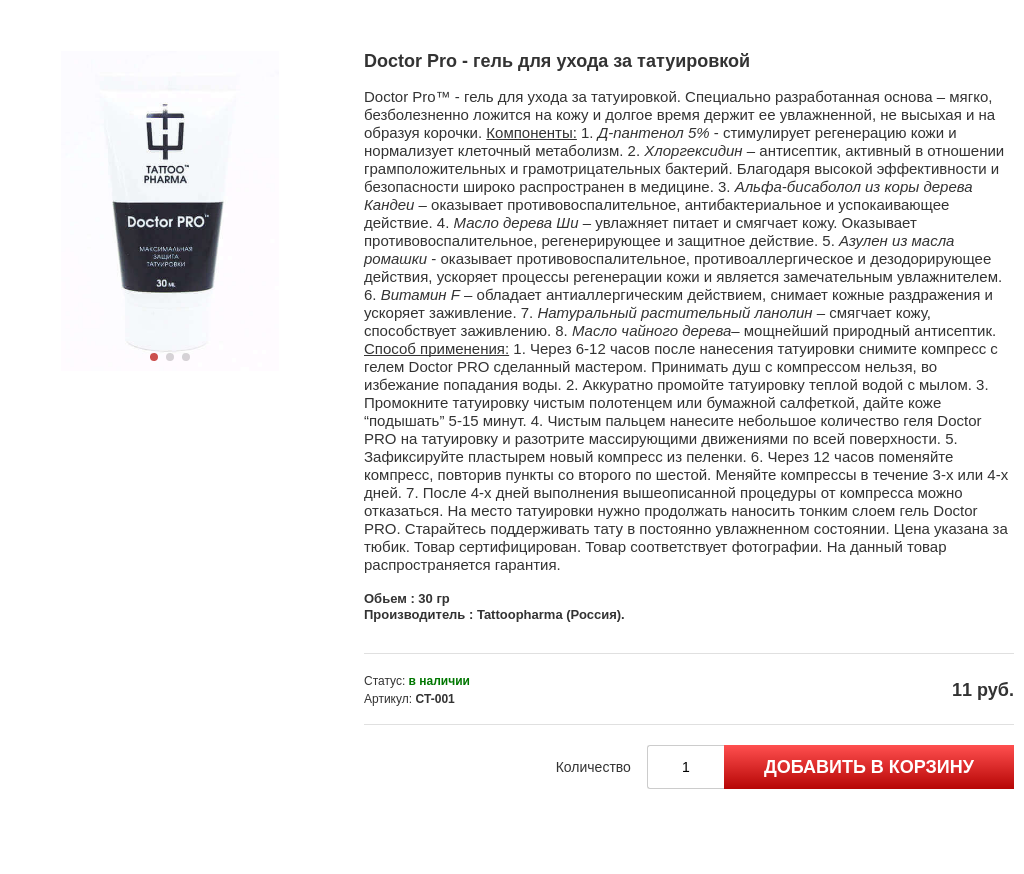 TATTOO™
PHARMA
Doctor PRO™
МАКСИМАЛЬНАЯ
ЗАЩИТА
ТАТУИРОВКИ
30 ML
Doctor Pro - гель для ухода за татуировкой
Doctor Pro™ - гель для ухода за татуировкой. Специально разработанная основа – мягко,
безболезненно ложится на кожу и долгое время держит ее увлажненной, не высыхая и на
образуя корочки. Компоненты: 1. Д-пантенол 5% - стимулирует регенерацию кожи и
нормализует клеточный метаболизм. 2. Хлоргексидин – антисептик, активный в отношении
грамположительных и грамотрицательных бактерий. Благодаря высокой эффективности и
безопасности широко распространен в медицине. 3. Альфа-бисаболол из коры дерева
Кандеи – оказывает противовоспалительное, антибактериальное и успокаивающее
действие. 4. Масло дерева Ши – увлажняет питает и смягчает кожу. Оказывает
противовоспалительное, регенерирующее и защитное действие. 5. Азулен из масла
ромашки - оказывает противовоспалительное, противоаллергическое и дезодорирующее
действия, ускоряет процессы регенерации кожи и является замечательным увлажнителем.
6. Витамин F – обладает антиаллергическим действием, снимает кожные раздражения и
ускоряет заживление. 7. Натуральный растительный ланолин – смягчает кожу,
способствует заживлению. 8. Масло чайного дерева– мощнейший природный антисептик.
Способ применения: 1. Через 6-12 часов после нанесения татуировки снимите компресс с
гелем Doctor PRO сделанный мастером. Принимать душ с компрессом нельзя, во
избежание попадания воды. 2. Аккуратно промойте татуировку теплой водой с мылом. 3.
Промокните татуировку чистым полотенцем или бумажной салфеткой, дайте коже
“подышать” 5-15 минут. 4. Чистым пальцем нанесите небольшое количество геля Doctor
PRO на татуировку и разотрите массирующими движениями по всей поверхности. 5.
Зафиксируйте пластырем новый компресс из пеленки. 6. Через 12 часов поменяйте
компресс, повторив пункты со второго по шестой. Меняйте компрессы в течение 3-х или 4-х
дней. 7. После 4-х дней выполнения вышеописанной процедуры от компресса можно
отказаться. На место татуировки нужно продолжать наносить тонким слоем гель Doctor
PRO. Старайтесь поддерживать тату в постоянно увлажненном состоянии. Цена указана за
тюбик. Товар сертифицирован. Товар соответствует фотографии. На данный товар
распространяется гарантия.
Обьем : 30 гр
Производитель : Tattoopharma (Россия).
Статус: в наличии
Артикул: СТ-001
11 руб.
Количество 1 ДОБАВИТЬ В КОРЗИНУ